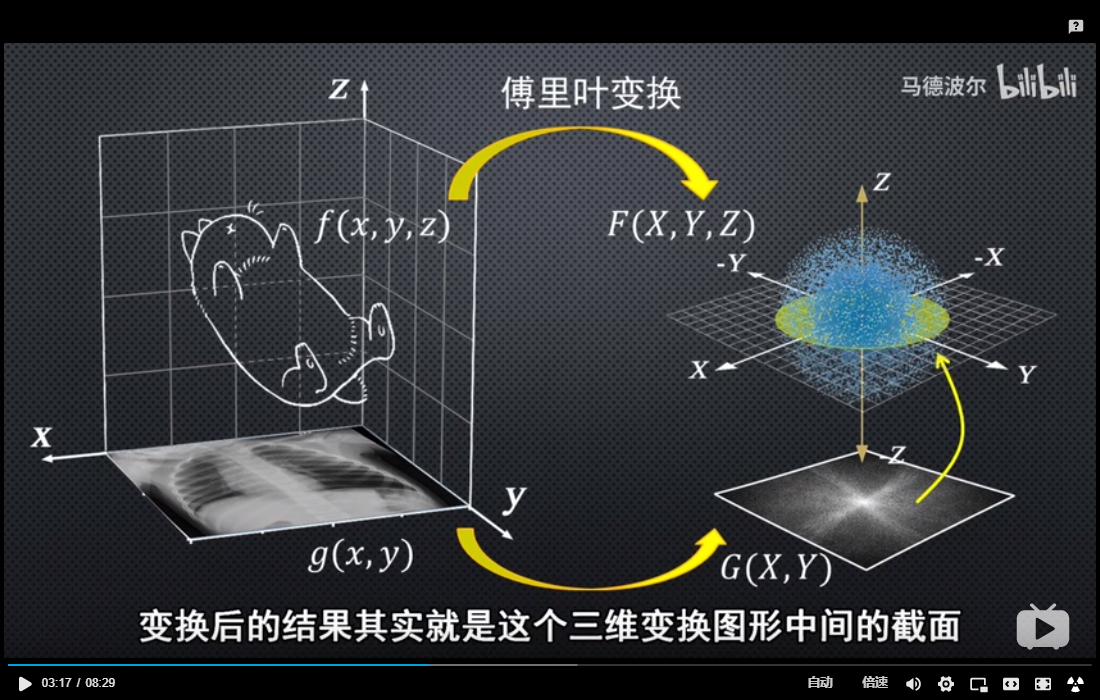 马德波尔 bilibili
傅里叶变换
Z
f(x,y,z)
F(X,Y,Z)
Z
-Y
-X
X
Y
-Z
X
y
g(x,y)
G(X,Y)
变换后的结果其实就是这个三维变换图形中间的截面
03:17 / 08:29
自动
倍速